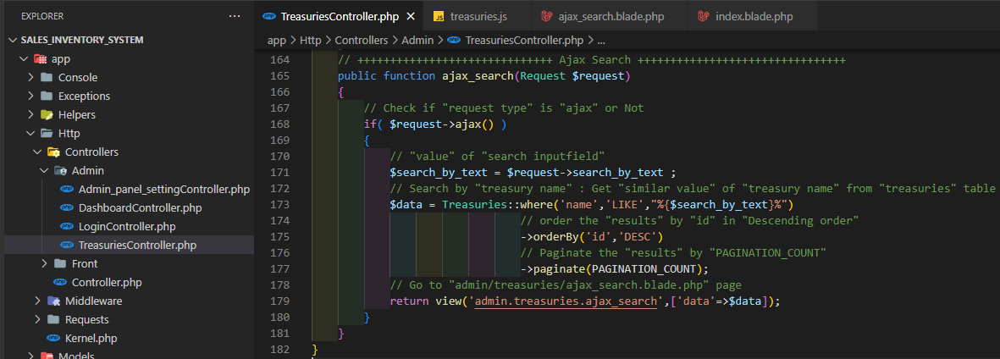 EXPLORER
SALES_INVENTORY_SYSTEM
app
Console
Exceptions
Helpers
Http
Controllers
Admin
Admin_panel_settingController.php
DashboardController.php
LoginController.php
TreasuriesController.php
Front
Controller.php
Middleware
Requests
Kernel.php
Models
TreasuriesController.php
JS treasuries.js
ajax_search.blade.php
index.blade.php
app > Http > Controllers > Admin > TreasuriesController.php > ...
164 // ++++++++++++++++++++++++++++++ Ajax Search ++++++++++++++++++++++++++++++++
165 public function ajax_search(Request $request)
166 {
167 // Check if "request type" is "ajax" or Not
168 if( $request->ajax() )
169 {
170 // "value" of "search inputfield"
171 $search_by_text = $request->search_by_text ;
172 // Search by "treasury name" : Get "similar value" of "treasury name" from "treasuries" table
173 $data = Treasuries::where('name','LIKE',"%{$search_by_text}%")
174 // order the "results" by "id" in "Descending order"
175 ->orderBy('id','DESC')
176 // Paginate the "results" by "PAGINATION_COUNT"
177 ->paginate(PAGINATION_COUNT);
178 // Go to "admin/treasuries/ajax_search.blade.php" page
179 return view('admin.treasuries.ajax_search',['data'=>$data]);
180 }
181 }
182 }